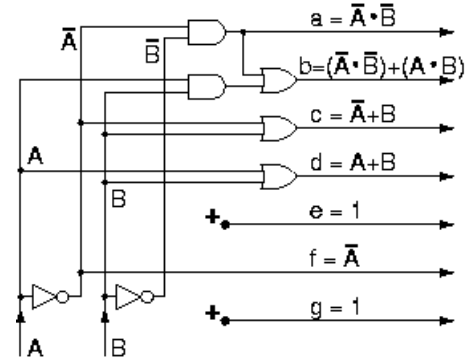 a = A̅•B̅
A̅
B̅
b=(A̅•B̅)+(A•B)
c = A̅+B
A
d = A+B
B
+
e = 1
f = A̅
+
g = 1
A
B